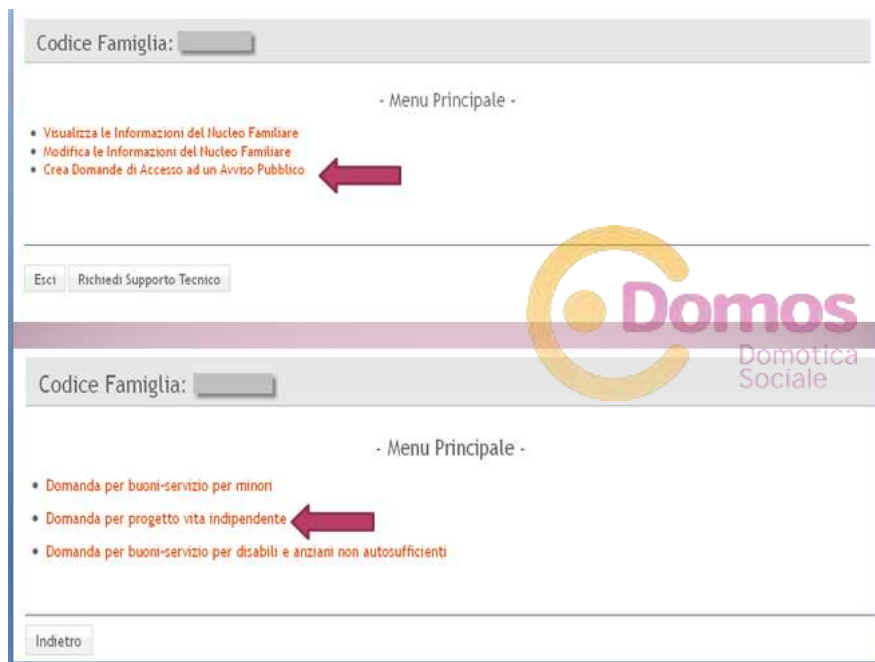 Codice Famiglia:
- Menu Principale -
• Visualizza le Informazioni del Nucleo Familiare
• Modifica le Informazioni del Nucleo Familiare
• Crea Domande di Accesso ad un Avviso Pubblico
Esci Richiedi Supporto Tecnico
Domos
Domotica
Sociale
Codice Famiglia:
- Menu Principale -
• Domanda per buoni-servizio per minori
• Domanda per progetto vita indipendente
• Domanda per buoni-servizio per disabili e anziani non autosufficienti
Indietro